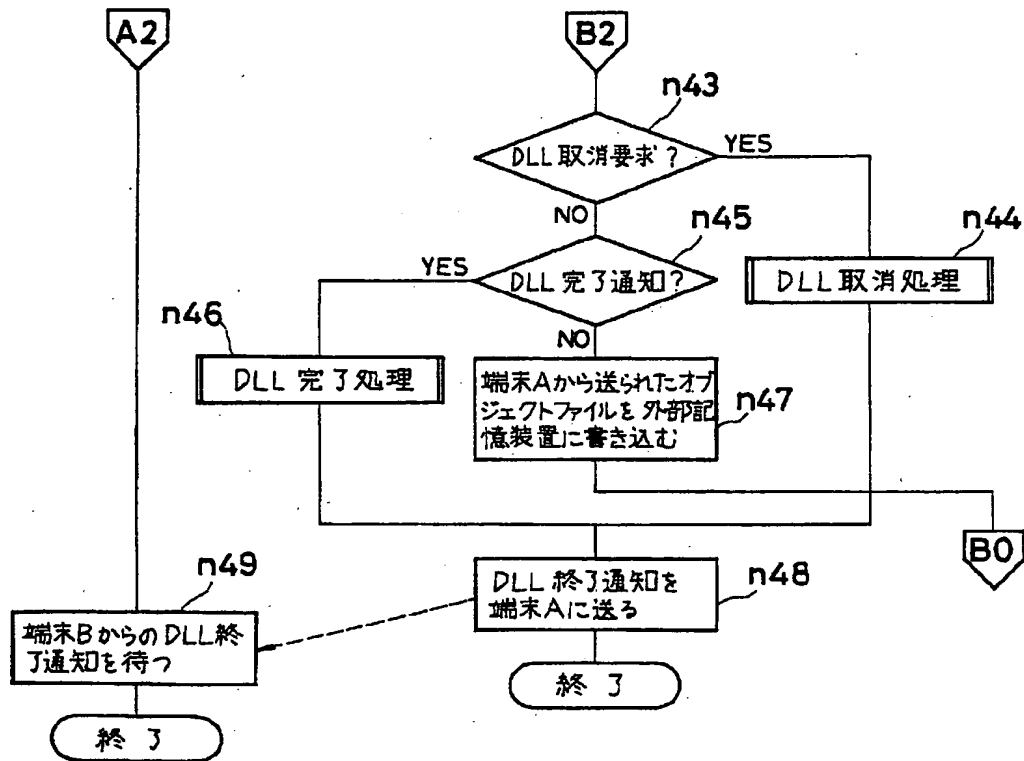 A2
B2
n43
DLL取消要求?
YES
NO
n45
n44
YES
DLL完了通知?
DLL取消処理
n46
NO
DLL 完了処理
端末Aから送られたオブ
ジェクトファイルを外部記
憶装置に書き込む
n47
B0
n49
DLL終了通知を
端末Aに送る
n48
端末BからのDLL終
了通知を待つ
終了
終了